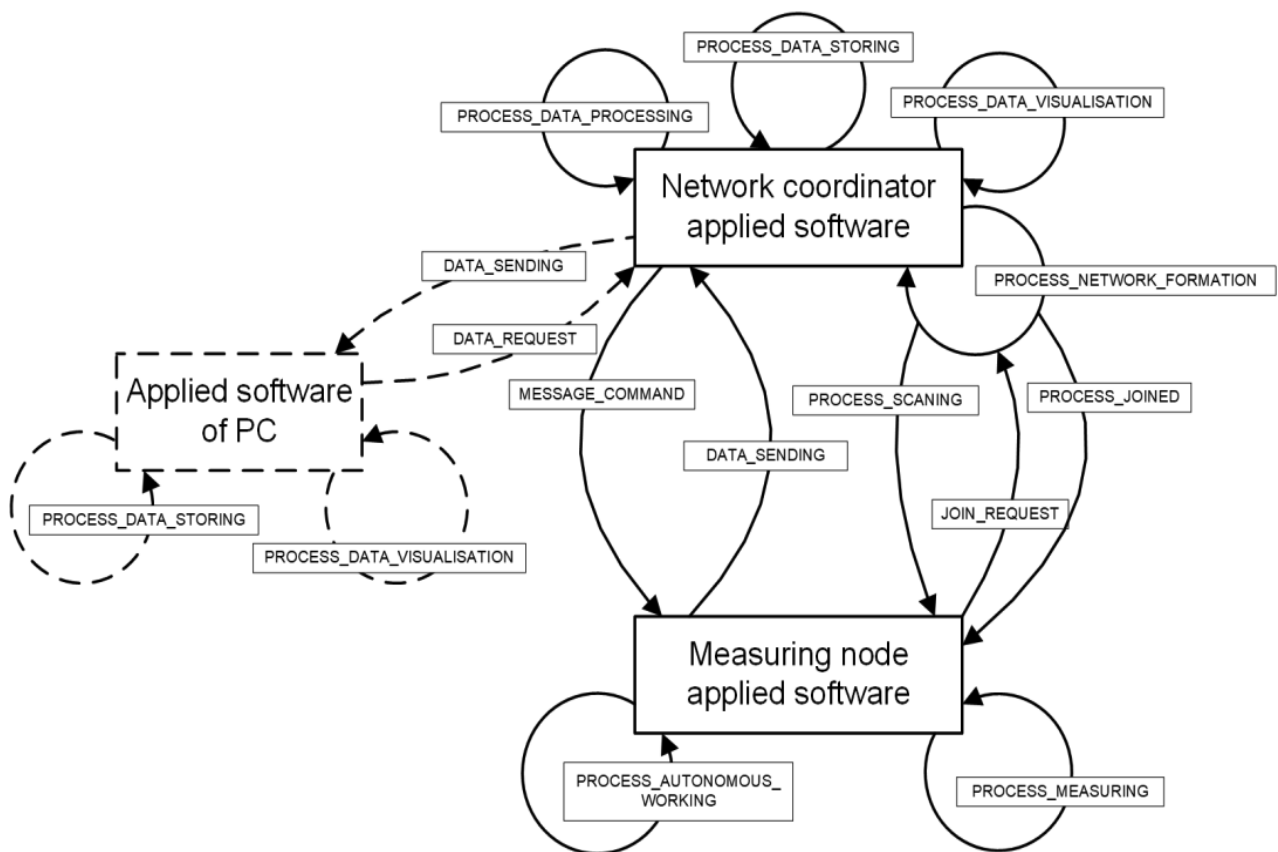 PROCESS_DATA_STORING
PROCESS_DATA_PROCESSING
PROCESS_DATA_VISUALISATION
Network coordinator
applied software
DATA_SENDING
PROCESS_NETWORK_FORMATION
DATA_REQUEST
Applied software
of PC
MESSAGE_COMMAND
PROCESS_SCANING
PROCESS_JOINED
DATA_SENDING
PROCESS_DATA_STORING
JOIN_REQUEST
PROCESS_DATA_VISUALISATION
Measuring node
applied software
PROCESS_AUTONOMOUS_
WORKING
PROCESS_MEASURING